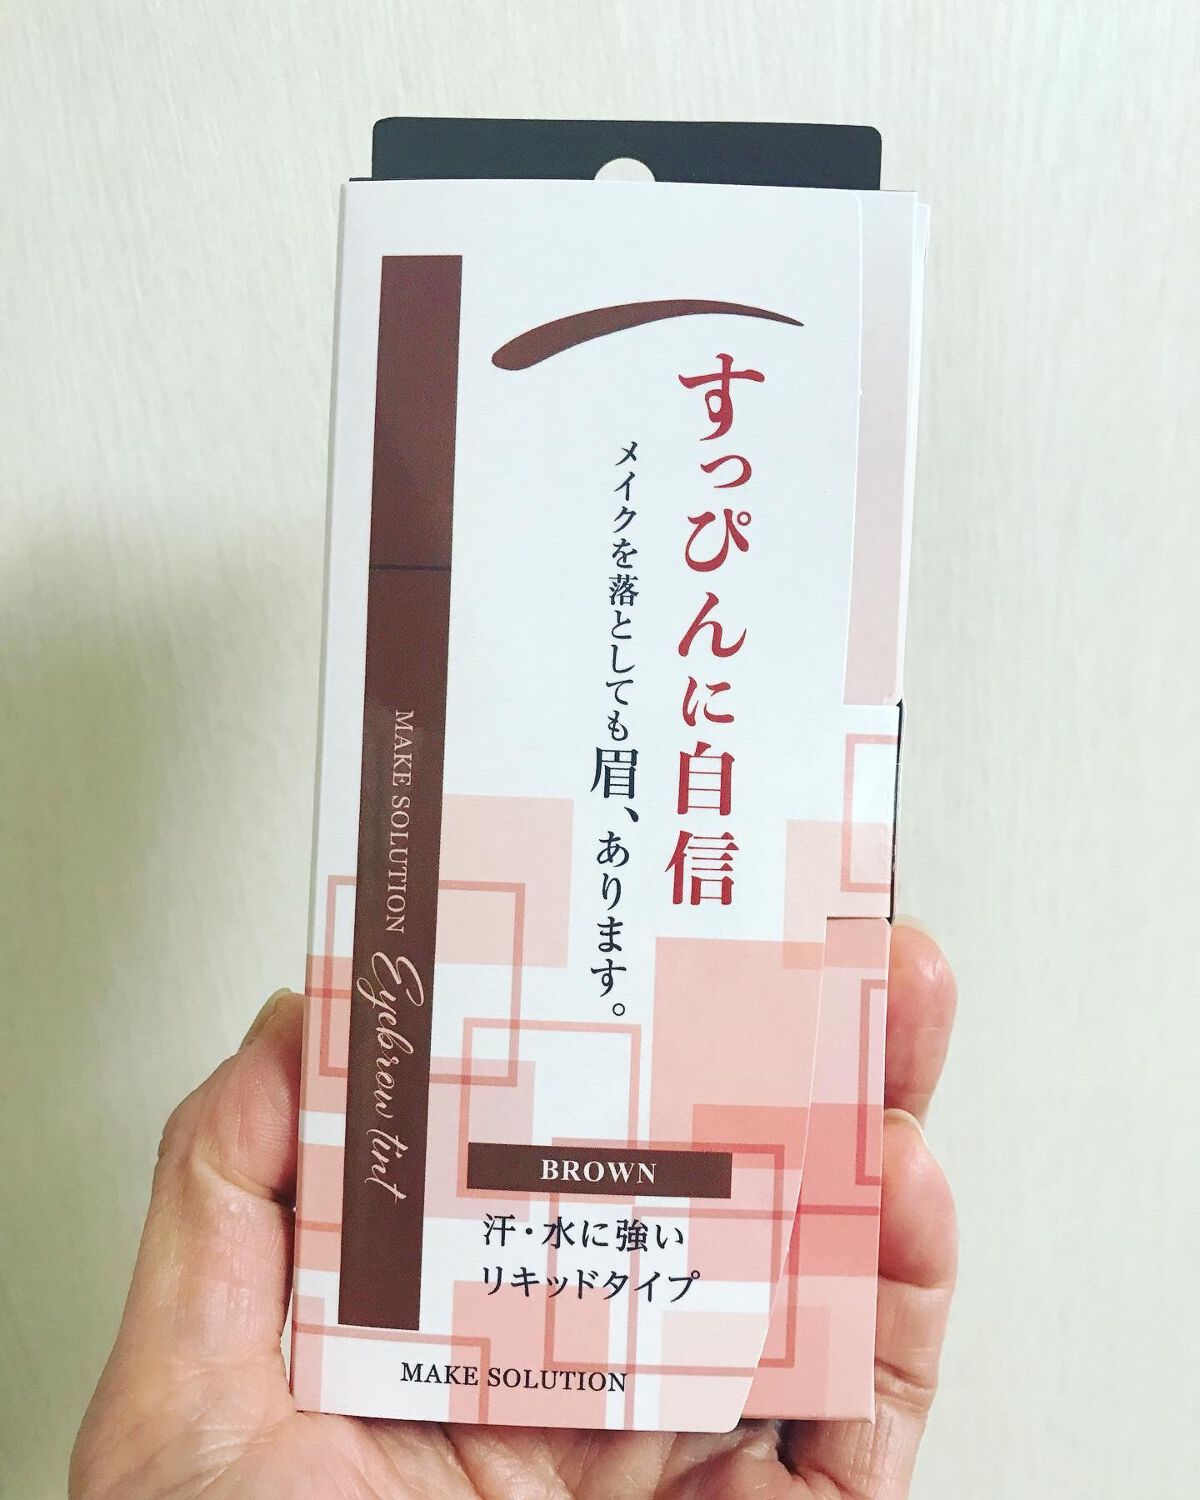 すっぴんに自信
メイクを落としても眉、あります。
MAKE SOLUTION Eyebrow tint
BROWN
汗・水に強い
リキッドタイプ
MAKE SOLUTION